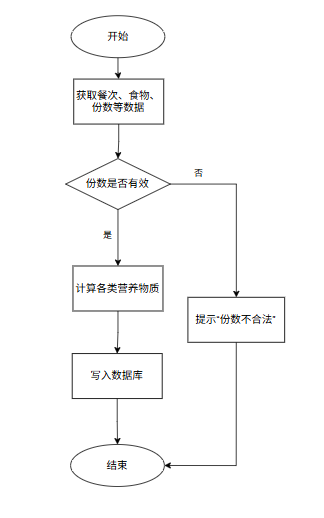 开始
获取餐次、食物、
份数等数据
份数是否有效
否
是
计算各类营养物质
提示“份数不合法”
写入数据库
结束